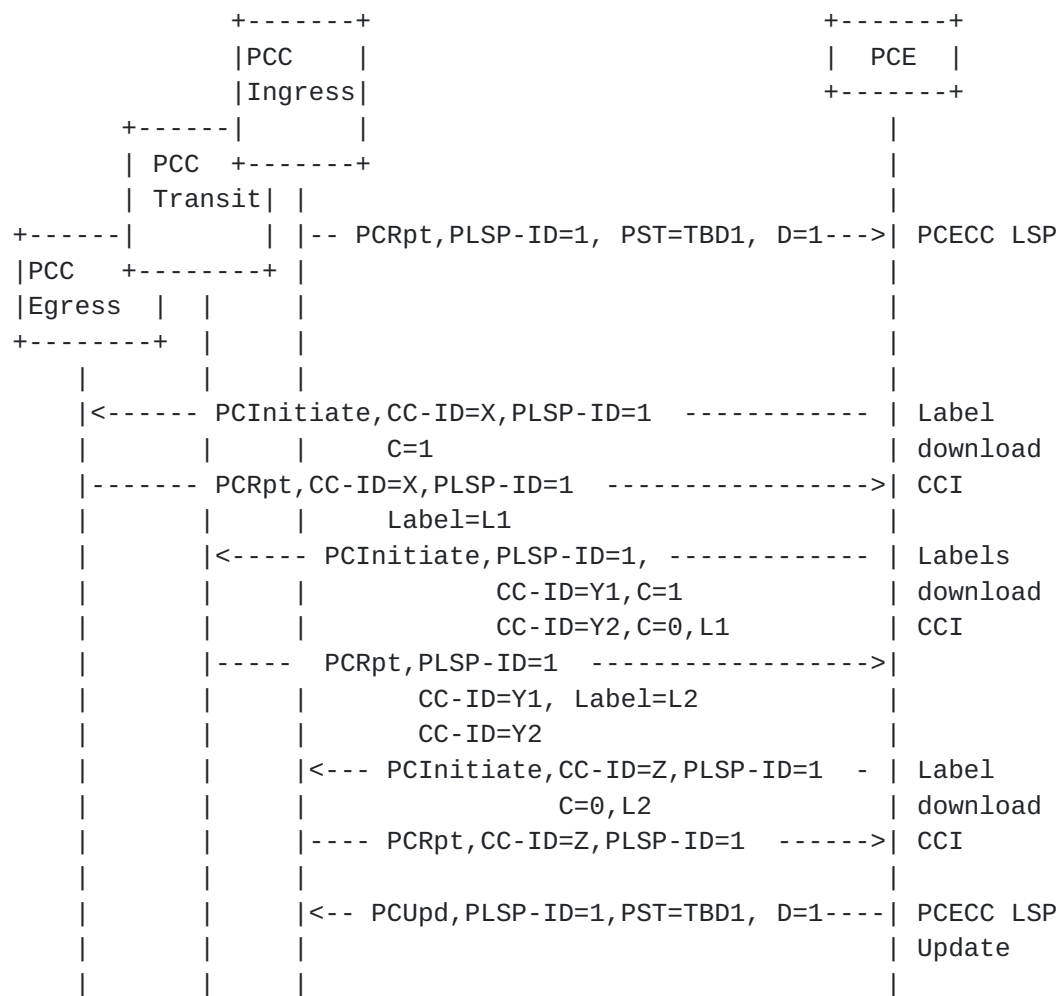 +-------+                              +-------+
|PCC    |                              |  PCE  |
|Ingress|                              +-------+
+------|       |                                  |
| PCC  +-------+                                  |
| Transit| |                                      |
+------|        | |-- PCRpt,PLSP-ID=1, PST=TBD1, D=1--->| PCECC LSP
|PCC   +--------+ |                                     |
|Egress  |  |     |                                     |
+--------+  |     |                                     |
|       |     |                                     |
|<------ PCInitiate,CC-ID=X,PLSP-ID=1  ------------ | Label
|       |     |     C=1                             | download
|------- PCRpt,CC-ID=X,PLSP-ID=1  ----------------->| CCI
|       |     |     Label=L1                        |
|       |<----- PCInitiate,PLSP-ID=1, ------------- | Labels
|       |     |            CC-ID=Y1,C=1             | download
|       |     |            CC-ID=Y2,C=0,L1          | CCI
|       |-----  PCRpt,PLSP-ID=1  ------------------>|
|       |     |       CC-ID=Y1, Label=L2            |
|       |     |       CC-ID=Y2                      |
|       |     |<--- PCInitiate,CC-ID=Z,PLSP-ID=1  - | Label
|       |     |                C=0,L2               | download
|       |     |---- PCRpt,CC-ID=Z,PLSP-ID=1  ------>| CCI
|       |     |                                     |
|       |     |<-- PCUpd,PLSP-ID=1,PST=TBD1, D=1----| PCECC LSP
|       |     |                                     | Update
|       |     |                                     |